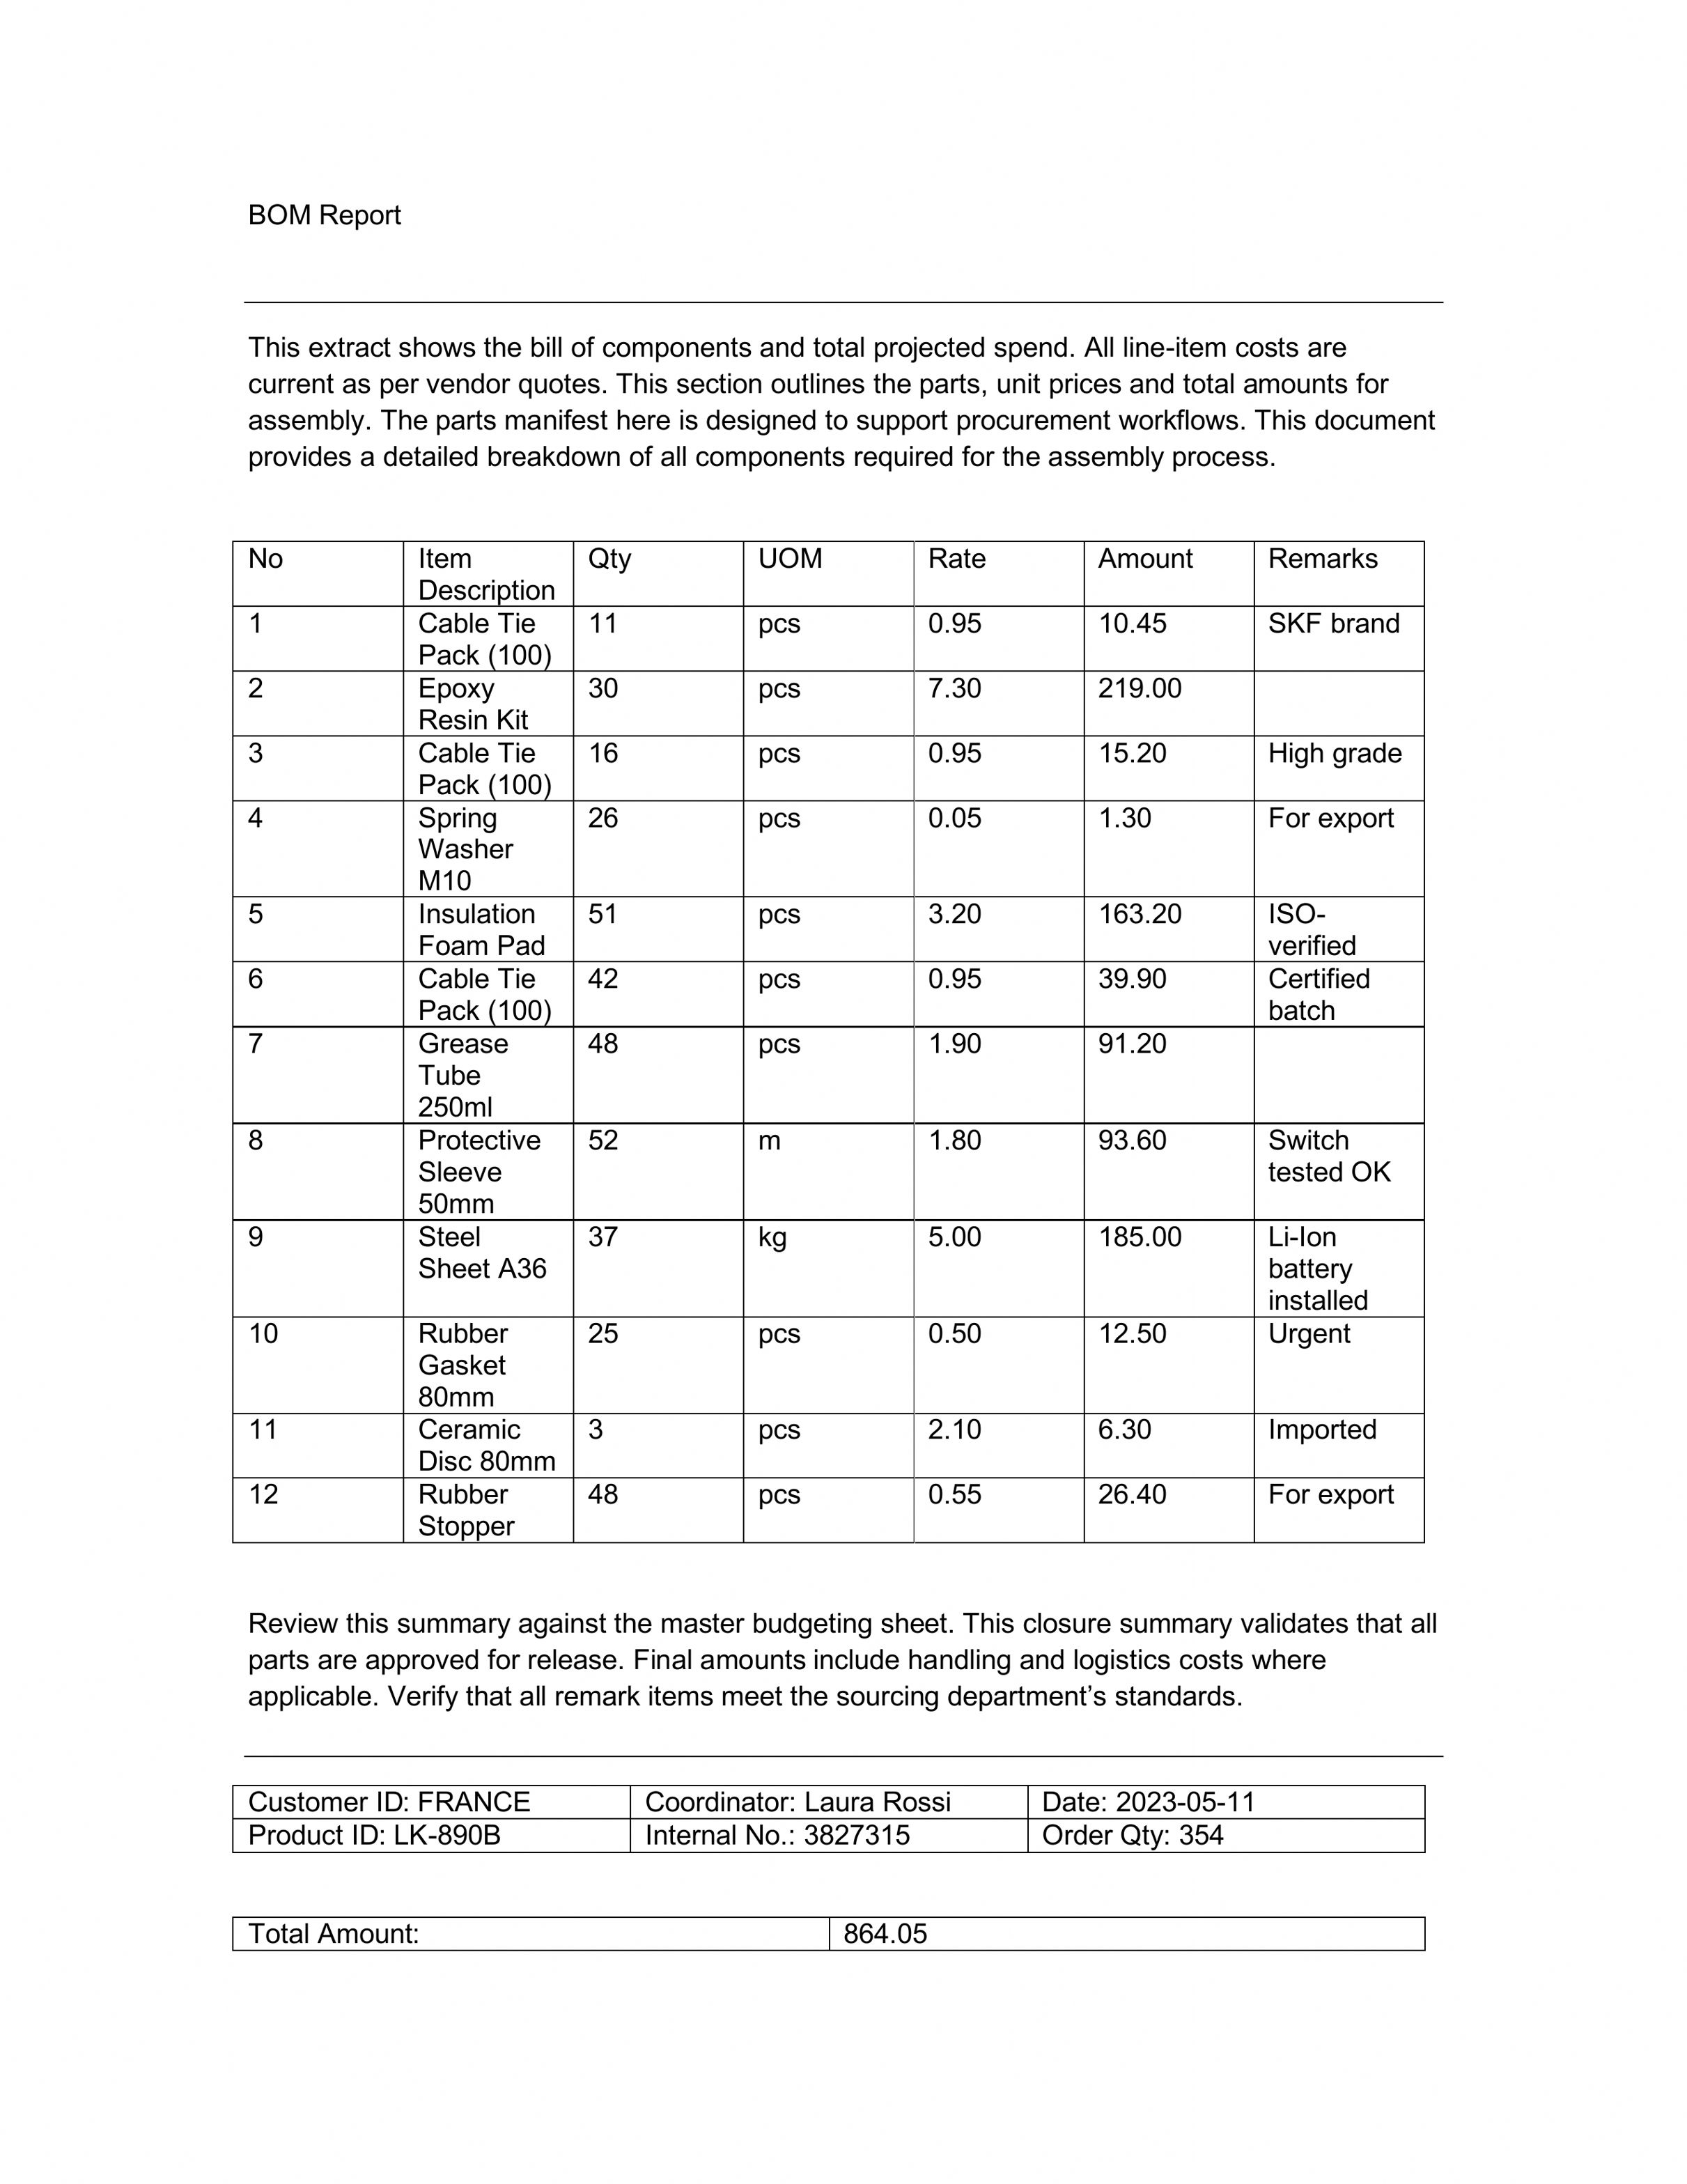 BOM Report
This extract shows the bill of components and total projected spend. All line-item costs are
current as per vendor quotes. This section outlines the parts, unit prices and total amounts for
assembly. The parts manifest here is designed to support procurement workflows. This document
provides a detailed breakdown of all components required for the assembly process.
No Item Description Qty UOM Rate Amount Remarks
1 Cable Tie Pack (100) 11 pcs 0.95 10.45 SKF brand
2 Epoxy Resin Kit 30 pcs 7.30 219.00
3 Cable Tie Pack (100) 16 pcs 0.95 15.20 High grade
4 Spring Washer M10 26 pcs 0.05 1.30 For export
5 Insulation Foam Pad 51 pcs 3.20 163.20 ISO-verified
6 Cable Tie Pack (100) 42 pcs 0.95 39.90 Certified batch
7 Grease Tube 250ml 48 pcs 1.90 91.20
8 Protective Sleeve 50mm 52 m 1.80 93.60 Switch tested OK
9 Steel Sheet A36 37 kg 5.00 185.00 Li-Ion battery installed
10 Rubber Gasket 80mm 25 pcs 0.50 12.50 Urgent
11 Ceramic Disc 80mm 3 pcs 2.10 6.30 Imported
12 Rubber Stopper 48 pcs 0.55 26.40 For export
Review this summary against the master budgeting sheet. This closure summary validates that all
parts are approved for release. Final amounts include handling and logistics costs where
applicable. Verify that all remark items meet the sourcing department’s standards.
Customer ID: FRANCE Coordinator: Laura Rossi Date: 2023-05-11
Product ID: LK-890B Internal No.: 3827315 Order Qty: 354
Total Amount: 864.05